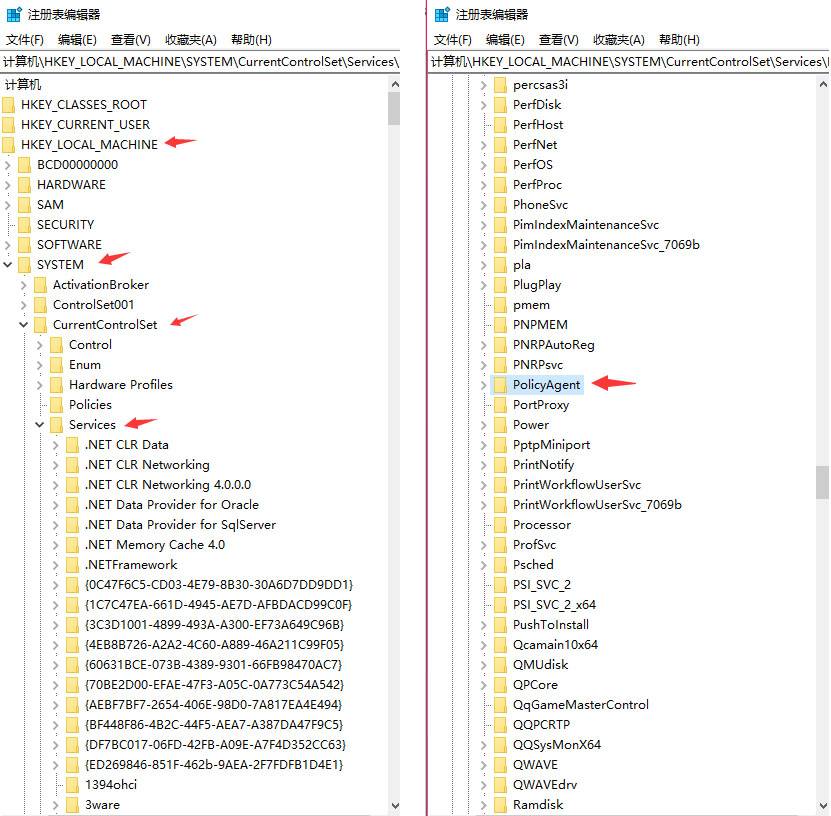 注册表编辑器
文件(F) 编辑(E) 查看(V) 收藏夹(A) 帮助(H)
计算机\HKEY_LOCAL_MACHINE\SYSTEM\CurrentControlSet\Services\
计算机
HKEY_CLASSES_ROOT
HKEY_CURRENT_USER
HKEY_LOCAL_MACHINE
BCD00000000
HARDWARE
SAM
SECURITY
SOFTWARE
SYSTEM
ActivationBroker
ControlSet001
CurrentControlSet
Control
Enum
Hardware Profiles
Policies
Services
.NET CLR Data
.NET CLR Networking
.NET CLR Networking 4.0.0.0
.NET Data Provider for Oracle
.NET Data Provider for SqlServer
.NET Memory Cache 4.0
.NETFramework
{0C47F6C5-CD03-4E79-8B30-30A6D7DD9DD1}
{1C7C47EA-661D-4945-AE7D-AFBDACD99C0F}
{3C3D1001-4899-493A-A300-EF73A649C96B}
{4EB8B726-A2A2-4C60-A889-46A211C99F05}
{60631BCE-073B-4389-9301-66FB98470AC7}
{70BE2D00-EFAE-47F3-A05C-0A773C54A542}
{AEBF7BF7-2654-406E-98D0-7A817EA4E494}
{BF448F86-4B2C-44F5-AEA7-A387DA47F9C5}
{DF7BC017-06FD-42FB-A09E-A7F4D352CC63}
{ED269846-851F-462b-9AEA-2F7FDFB1D4E1}
1394ohci
3ware
注册表编辑器
文件(F) 编辑(E) 查看(V) 收藏夹(A) 帮助(H)
计算机\HKEY_LOCAL_MACHINE\SYSTEM\CurrentControlSet\Services\
percsas3i
PerfDisk
PerfHost
PerfNet
PerfOS
PerfProc
PhoneSvc
PimIndexMaintenanceSvc
PimIndexMaintenanceSvc_7069b
pla
PlugPlay
pmem
PNPMEM
PNRPAutoReg
PNRPsvc
PolicyAgent
PortProxy
Power
PptpMiniport
PrintNotify
PrintWorkflowUserSvc
PrintWorkflowUserSvc_7069b
Processor
ProfSvc
Psched
PSI_SVC_2
PSI_SVC_2_x64
PushToInstall
Qcamain10x64
QMUdisk
QPCore
QqGameMasterControl
QQPCRTP
QQSysMonX64
QWAVE
QWAVEdrv
Ramdisk